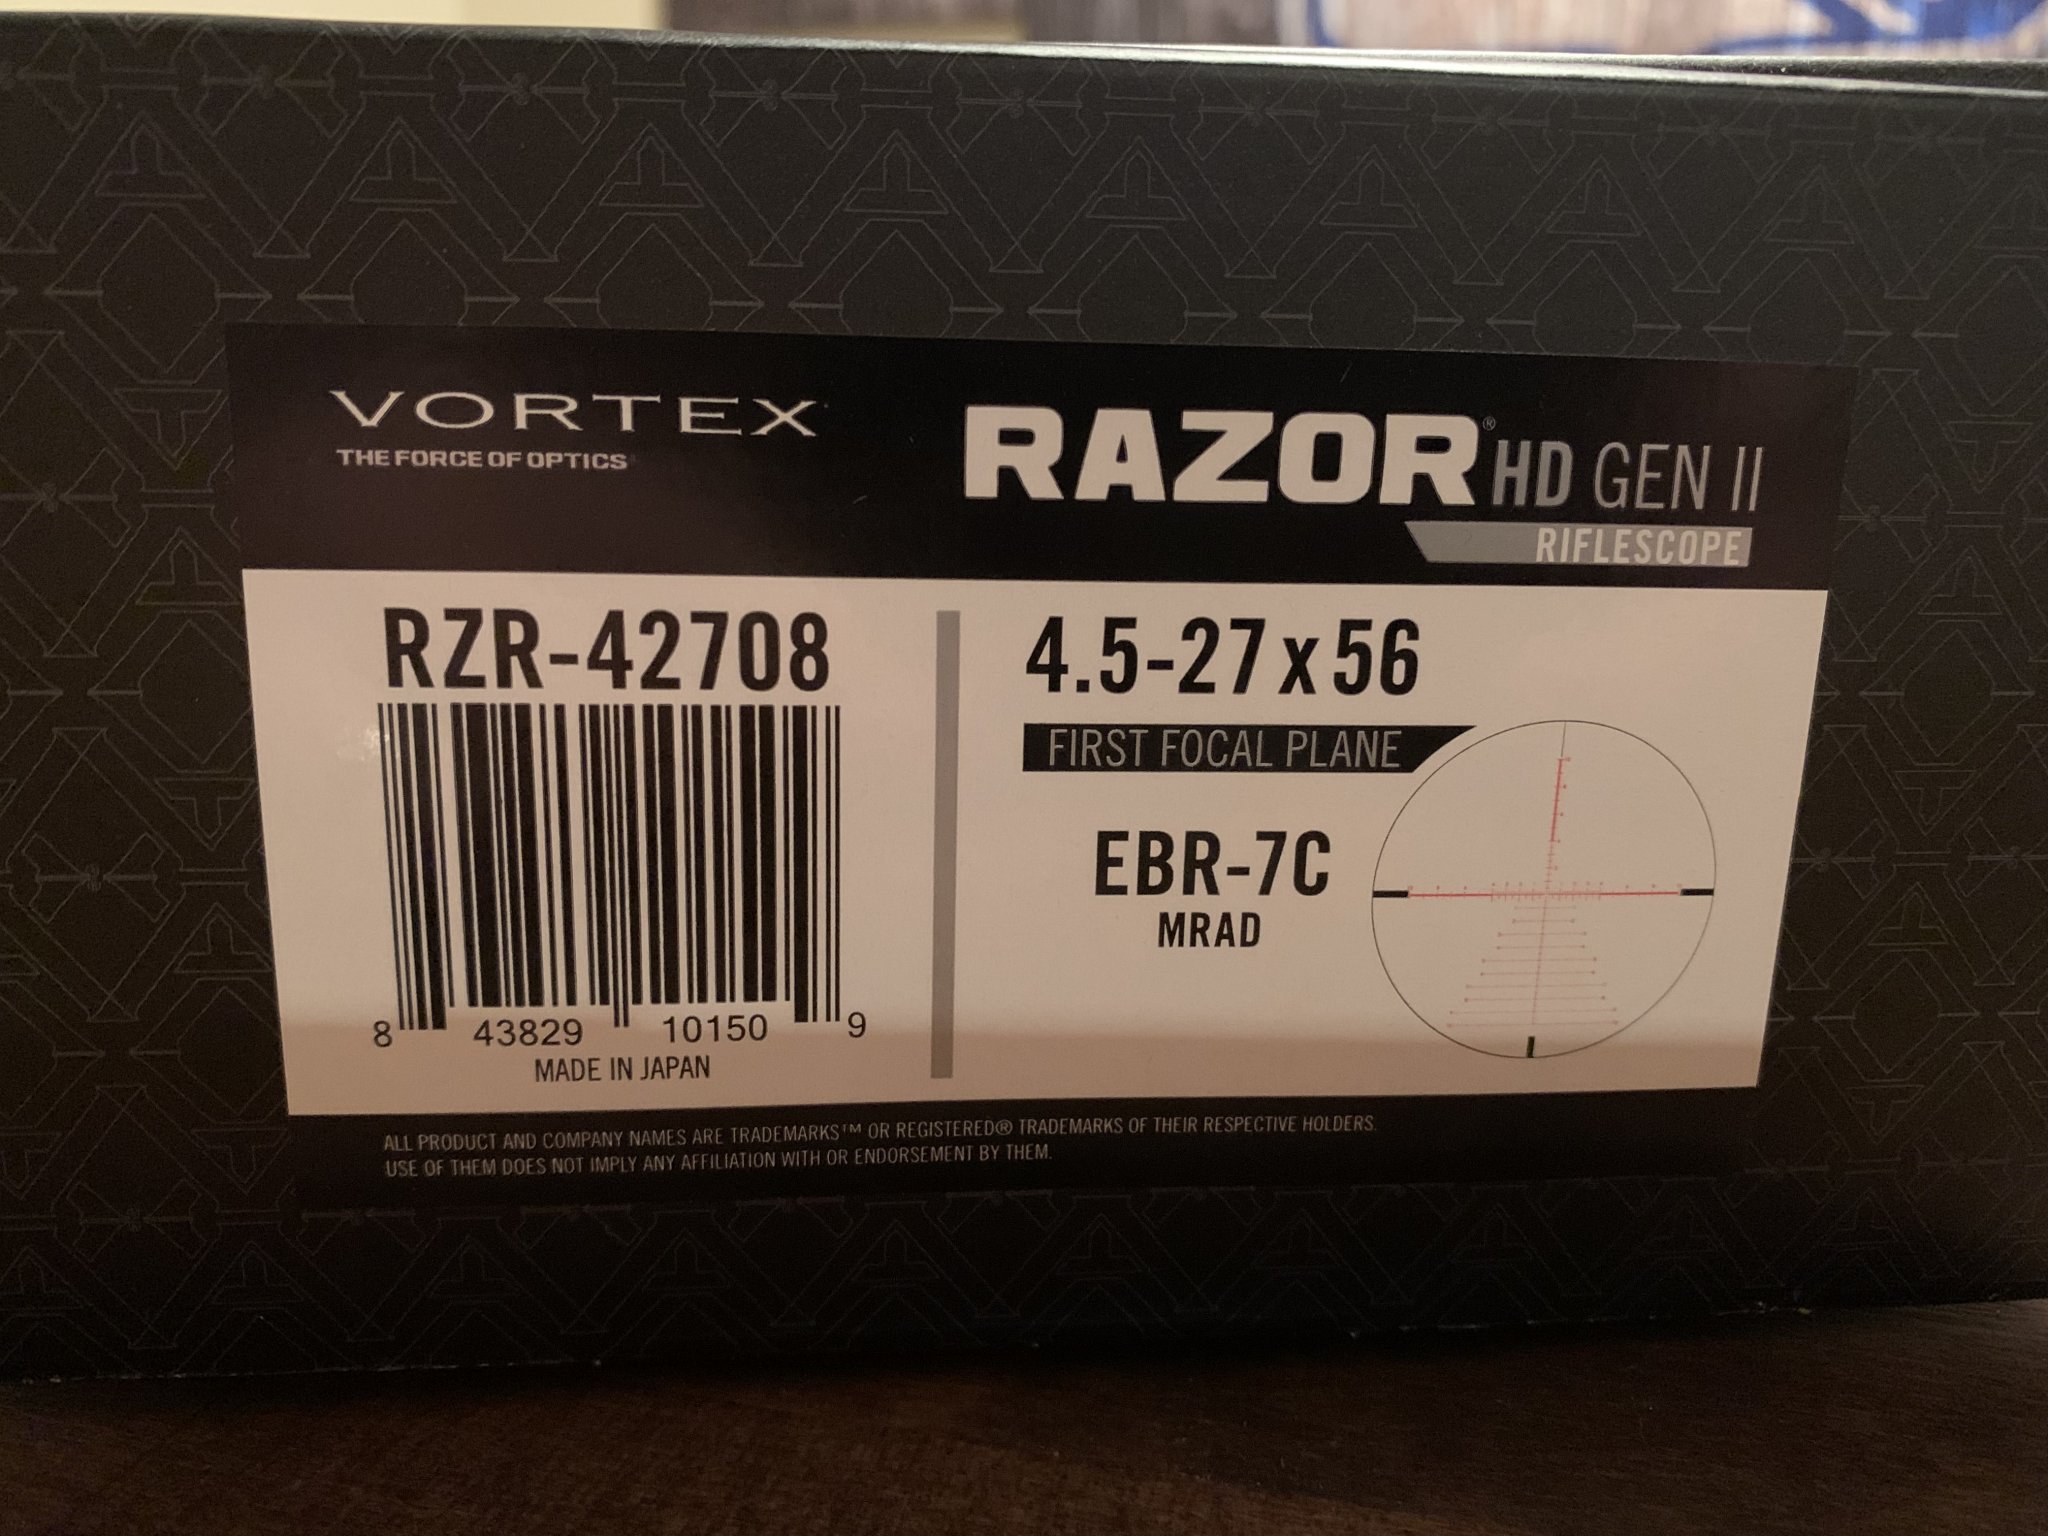 VORTEX
THE FORCE OF OPTICS
RAZOR® HD GEN II
RIFLESCOPE
RZR-42708
8 43829 10150 9
MADE IN JAPAN
4.5-27x56
FIRST FOCAL PLANE
EBR-7C
MRAD
ALL PRODUCT AND COMPANY NAMES ARE TRADEMARKS™ OR REGISTERED® TRADEMARKS OF THEIR RESPECTIVE HOLDERS.
USE OF THEM DOES NOT IMPLY ANY AFFILIATION WITH OR ENDORSEMENT BY THEM.